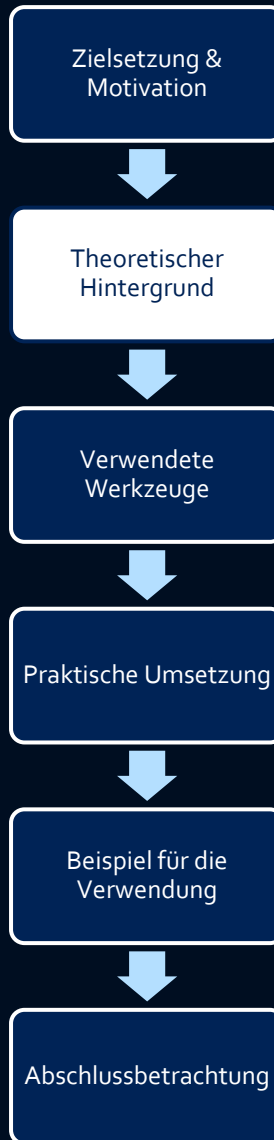 Zielsetzung &
Motivation
Theoretischer
Hintergrund
Verwendete
Werkzeuge
Praktische Umsetzung
Beispiel für die
Verwendung
Abschlussbetrachtung